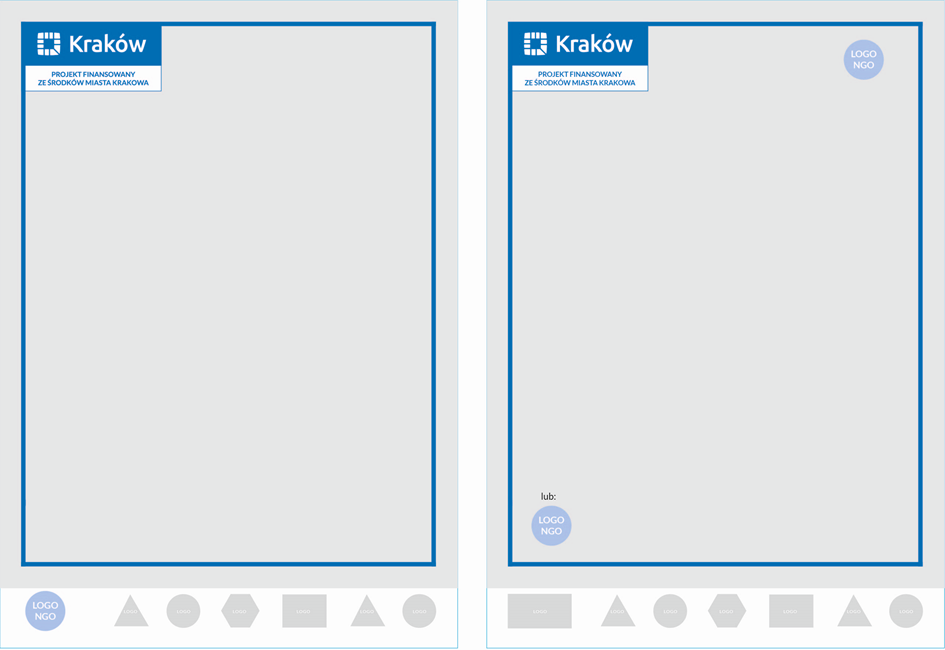 Kraków
PROJEKT FINANSOWANY
ZE ŚRODKÓW MIASTA KRAKOWA
LOGO
NGO
Kraków
PROJEKT FINANSOWANY
ZE ŚRODKÓW MIASTA KRAKOWA
LOGO
NGO
lub:
LOGO
NGO